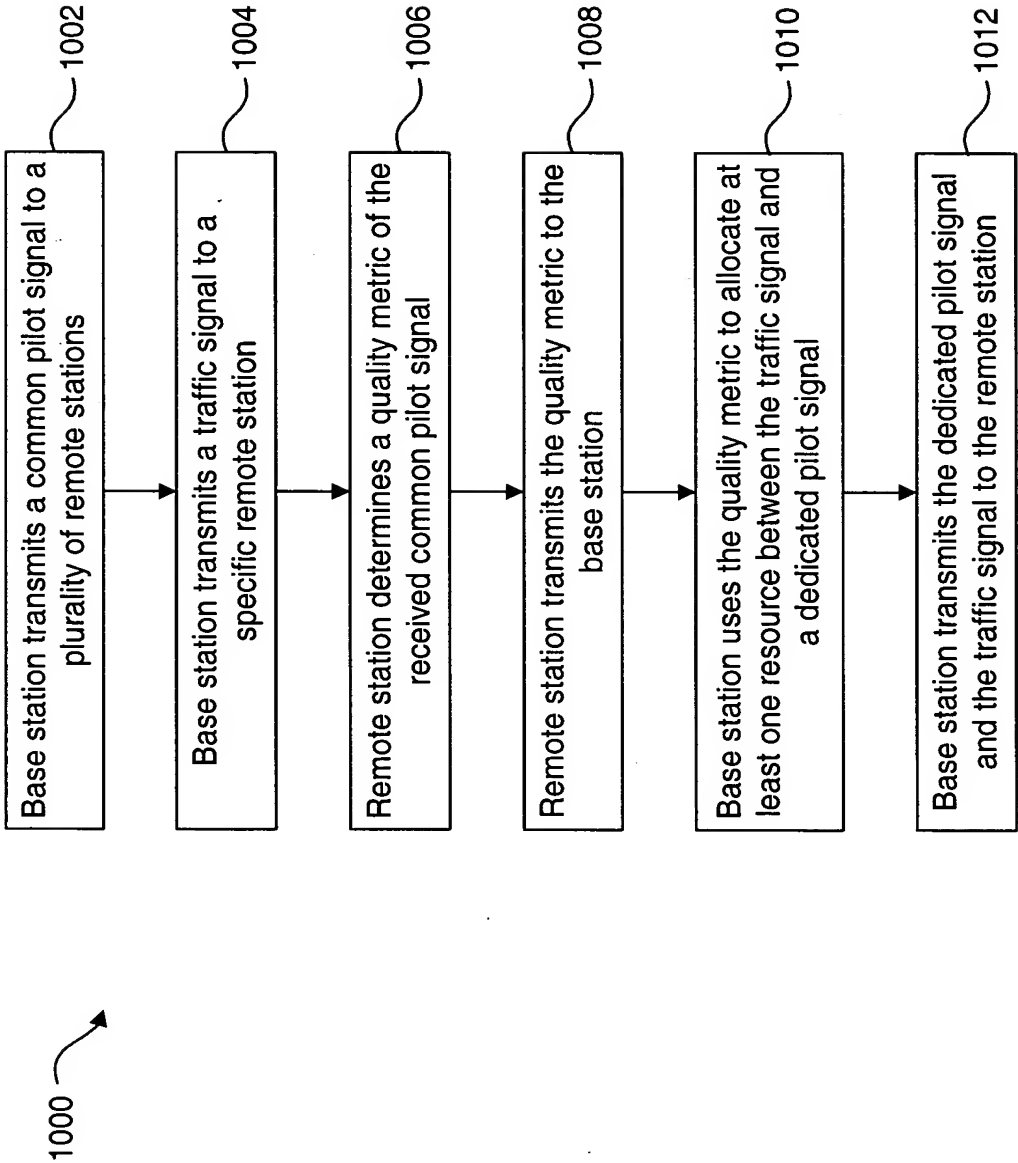 1000
Base station transmits a common pilot signal to a
plurality of remote stations
1002
Base station transmits a traffic signal to a
specific remote station
1004
Remote station determines a quality metric of the
received common pilot signal
1006
Remote station transmits the quality metric to the
base station
1008
Base station uses the quality metric to allocate at
least one resource between the traffic signal and
a dedicated pilot signal
1010
Base station transmits the dedicated pilot signal
and the traffic signal to the remote station
1012